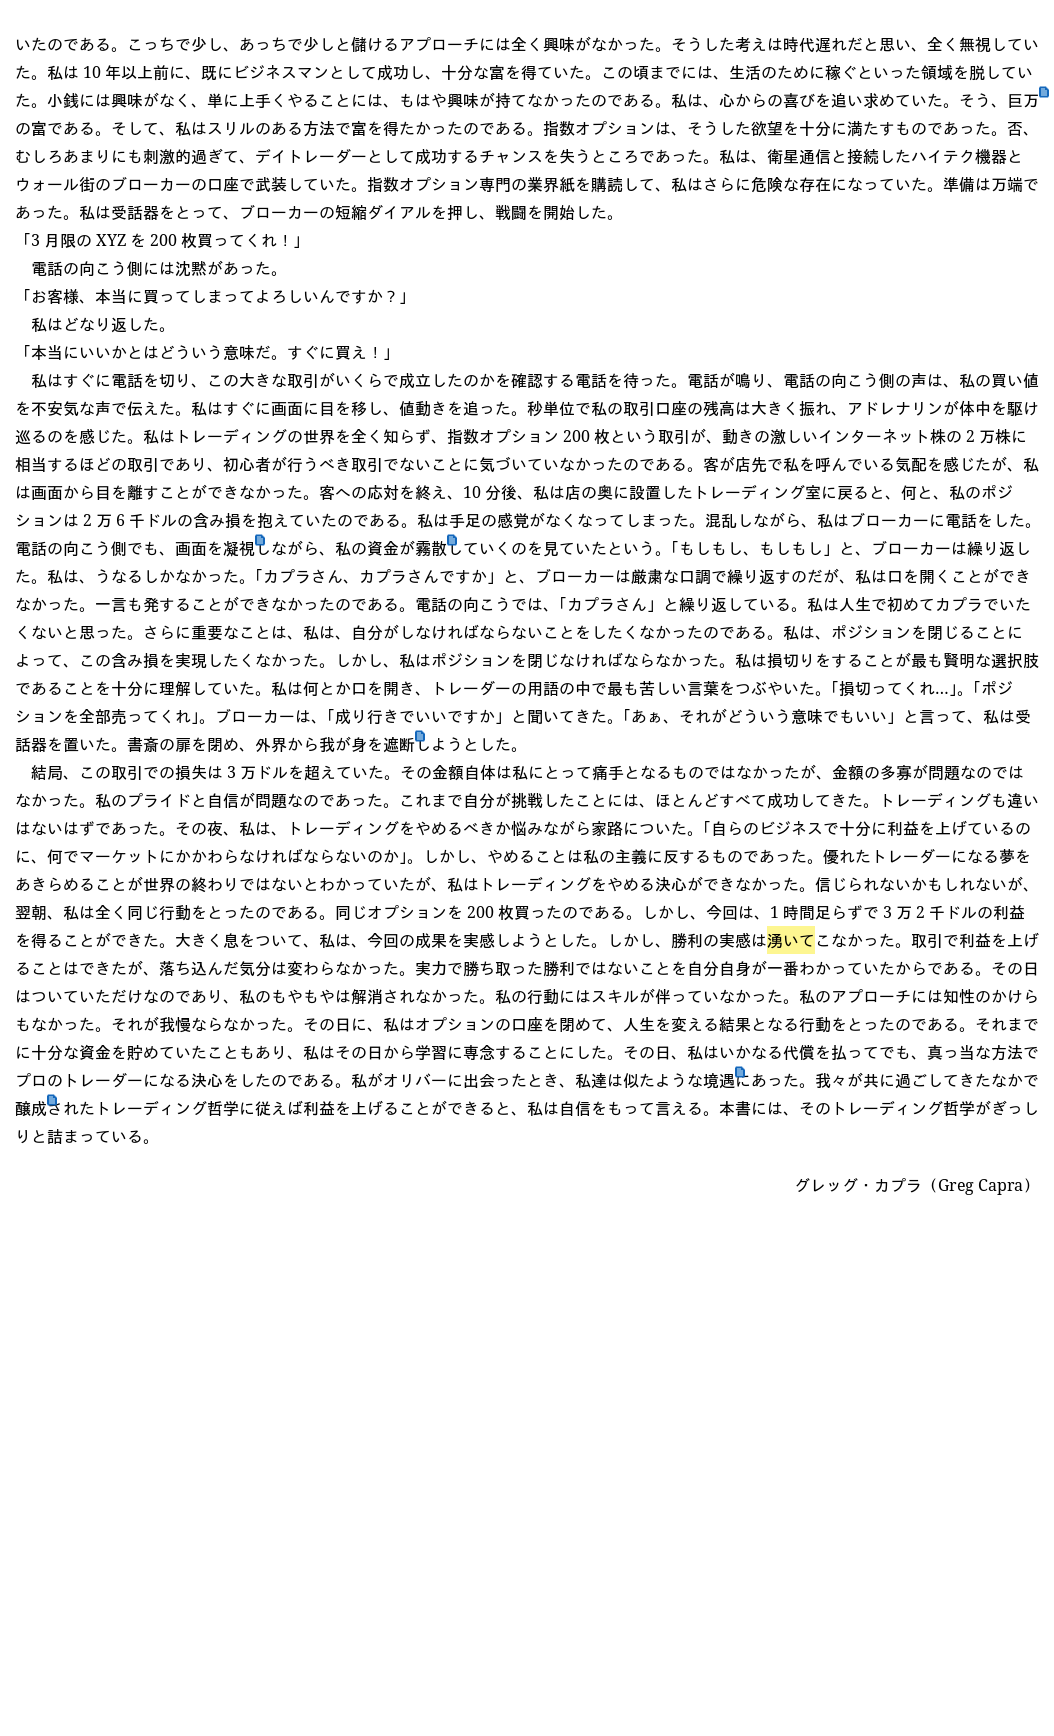 いたのである。こっちで少し、あっちで少しと儲けるアプローチには全く興味がなかった。そうした考えは時代遅れだと思い、全く無視してい
た。私は 10 年以上前に、既にビジネスマンとして成功し、十分な富を得ていた。この頃までには、生活のために稼ぐといった領域を脱してい
た。小銭には興味がなく、単に上手くやることには、もはや興味が持てなかったのである。私は、心からの喜びを追い求めていた。そう、巨万
の富である。そして、私はスリルのある方法で富を得たかったのである。指数オプションは、そうした欲望を十分に満たすものであった。否、
むしろあまりにも刺激的過ぎて、デイトレーダーとして成功するチャンスを失うところであった。私は、衛星通信と接続したハイテク機器と
ウォール街のブローカーの口座で武装していた。指数オプション専門の業界紙を購読して、私はさらに危険な存在になっていた。準備は万端で
あった。私は受話器をとって、ブローカーの短縮ダイアルを押し、戦闘を開始した。
「3 月限の XYZ を 200 枚買ってくれ！」
　電話の向こう側には沈黙があった。
「お客様、本当に買ってしまってよろしいんですか？」
　私はどなり返した。
「本当にいいかとはどういう意味だ。すぐに買え！」
　私はすぐに電話を切り、この大きな取引がいくらで成立したのかを確認する電話を待った。電話が鳴り、電話の向こう側の声は、私の買い値
を不安気な声で伝えた。私はすぐに画面に目を移し、値動きを追った。秒単位で私の取引口座の残高は大きく振れ、アドレナリンが体中を駆け
巡るのを感じた。私はトレーディングの世界を全く知らず、指数オプション 200 枚という取引が、動きの激しいインターネット株の 2 万株に
相当するほどの取引であり、初心者が行うべき取引でないことに気づいていなかったのである。客が店先で私を呼んでいる気配を感じたが、私
は画面から目を離すことができなかった。客への応対を終え、10 分後、私は店の奥に設置したトレーディング室に戻ると、何と、私のポジ
ションは 2 万 6 千ドルの含み損を抱えていたのである。私は手足の感覚がなくなってしまった。混乱しながら、私はブローカーに電話をした。
電話の向こう側でも、画面を凝視しながら、私の資金が霧散していくのを見ていたという。「もしもし、もしもし」と、ブローカーは繰り返し
た。私は、うなるしかなかった。「カプラさん、カプラさんですか」と、ブローカーは厳粛な口調で繰り返すのだが、私は口を開くことができ
なかった。一言も発することができなかったのである。電話の向こうでは、「カプラさん」と繰り返している。私は人生で初めてカプラでいた
くないと思った。さらに重要なことは、私は、自分がしなければならないことをしたくなかったのである。私は、ポジションを閉じることに
よって、この含み損を実現したくなかった。しかし、私はポジションを閉じなければならなかった。私は損切りをすることが最も賢明な選択肢
であることを十分に理解していた。私は何とか口を開き、トレーダーの用語の中で最も苦しい言葉をつぶやいた。「損切ってくれ…」。「ポジ
ションを全部売ってくれ」。ブローカーは、「成り行きでいいですか」と聞いてきた。「あぁ、それがどういう意味でもいい」と言って、私は受
話器を置いた。書斎の扉を閉め、外界から我が身を遮断しようとした。
　結局、この取引での損失は 3 万ドルを超えていた。その金額自体は私にとって痛手となるものではなかったが、金額の多寡が問題なのでは
なかった。私のプライドと自信が問題なのであった。これまで自分が挑戦したことには、ほとんどすべて成功してきた。トレーディングも違い
はないはずであった。その夜、私は、トレーディングをやめるべきか悩みながら家路についた。「自らのビジネスで十分に利益を上げているの
に、何でマーケットにかかわらなければならないのか」。しかし、やめることは私の主義に反するものであった。優れたトレーダーになる夢を
あきらめることが世界の終わりではないとわかっていたが、私はトレーディングをやめる決心ができなかった。信じられないかもしれないが、
翌朝、私は全く同じ行動をとったのである。同じオプションを 200 枚買ったのである。しかし、今回は、1 時間足らずで 3 万 2 千ドルの利益
を得ることができた。大きく息をついて、私は、今回の成果を実感しようとした。しかし、勝利の実感は湧いてこなかった。取引で利益を上げ
ることはできたが、落ち込んだ気分は変わらなかった。実力で勝ち取った勝利ではないことを自分自身が一番わかっていたからである。その日
はついていただけなのであり、私のもやもやは解消されなかった。私の行動にはスキルが伴っていなかった。私のアプローチには知性のかけら
もなかった。それが我慢ならなかった。その日に、私はオプションの口座を閉めて、人生を変える結果となる行動をとったのである。それまで
に十分な資金を貯めていたこともあり、私はその日から学習に専念することにした。その日、私はいかなる代償を払ってでも、真っ当な方法で
プロのトレーダーになる決心をしたのである。私がオリバーに出会ったとき、私達は似たような境遇にあった。我々が共に過ごしてきたなかで
醸成されたトレーディング哲学に従えば利益を上げることができると、私は自信をもって言える。本書には、そのトレーディング哲学がぎっし
りと詰まっている。
グレッグ・カプラ（Greg Capra）